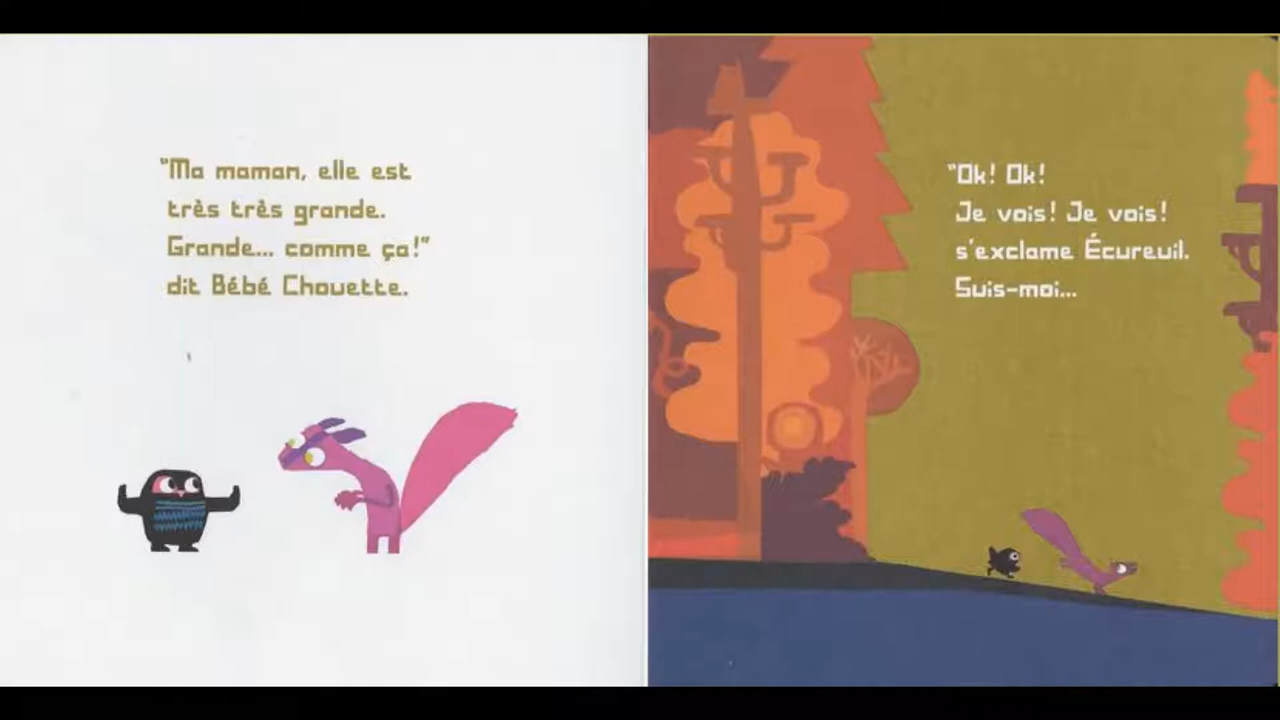 “Ma maman, elle est
très très grande.
Grande... comme ça!”
dit Bébé Chouette.
“Ok! Ok!
Je vois! Je vois!
s'exclame Écureuil.
Suis-moi...